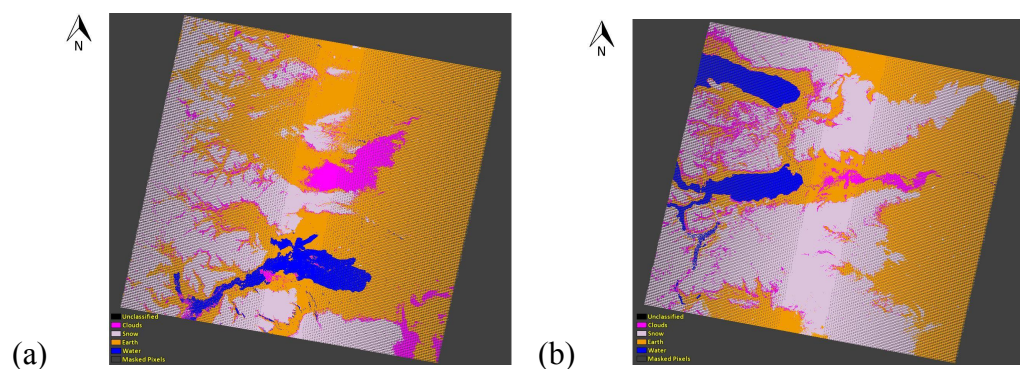 N
Unclassified
Clouds
Snow
Earth
Water
Masked Pixels
(a)
N
Unclassified
Clouds
Snow
Earth
Water
Masked Pixels
(b)